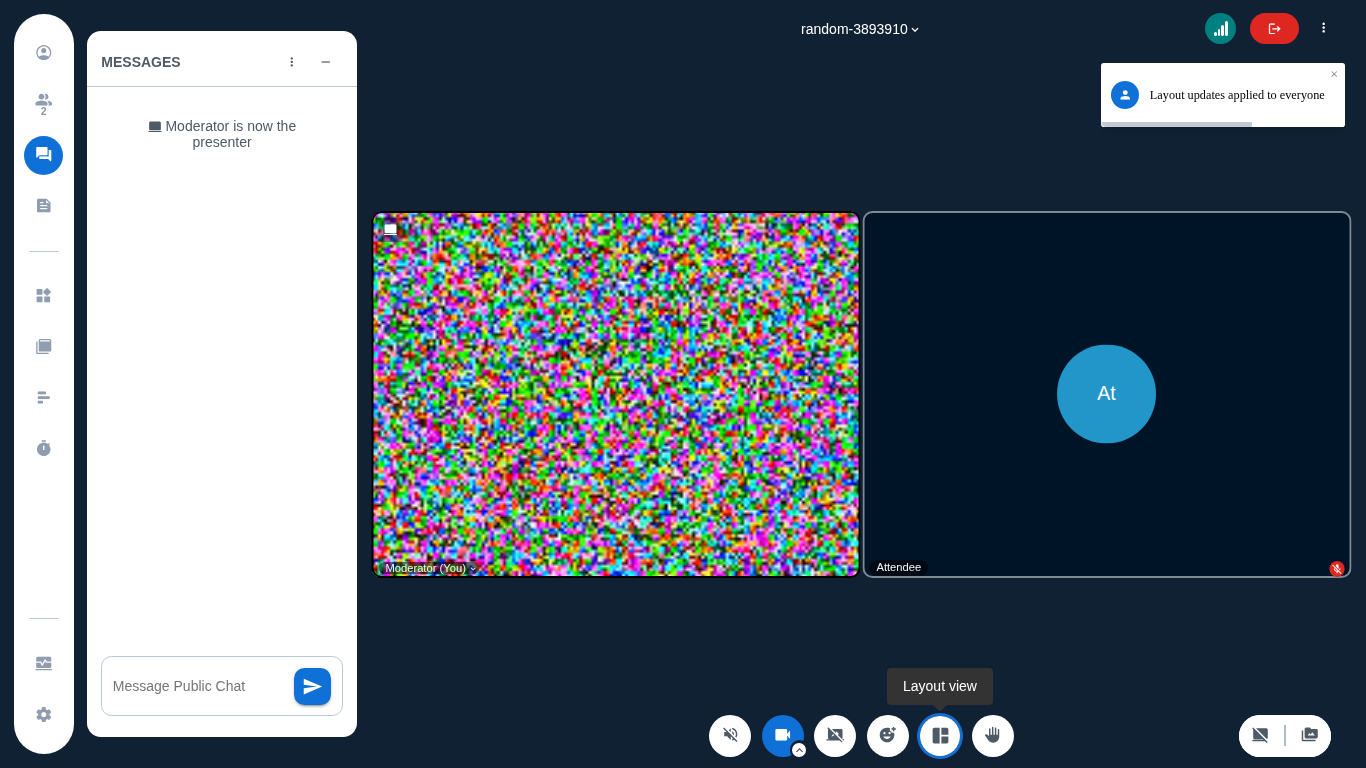 random-3893910
MESSAGES
Layout updates applied to everyone
2
Moderator is now the
presenter
At
Moderator (You)
Attendee
Message Public Chat
Layout view